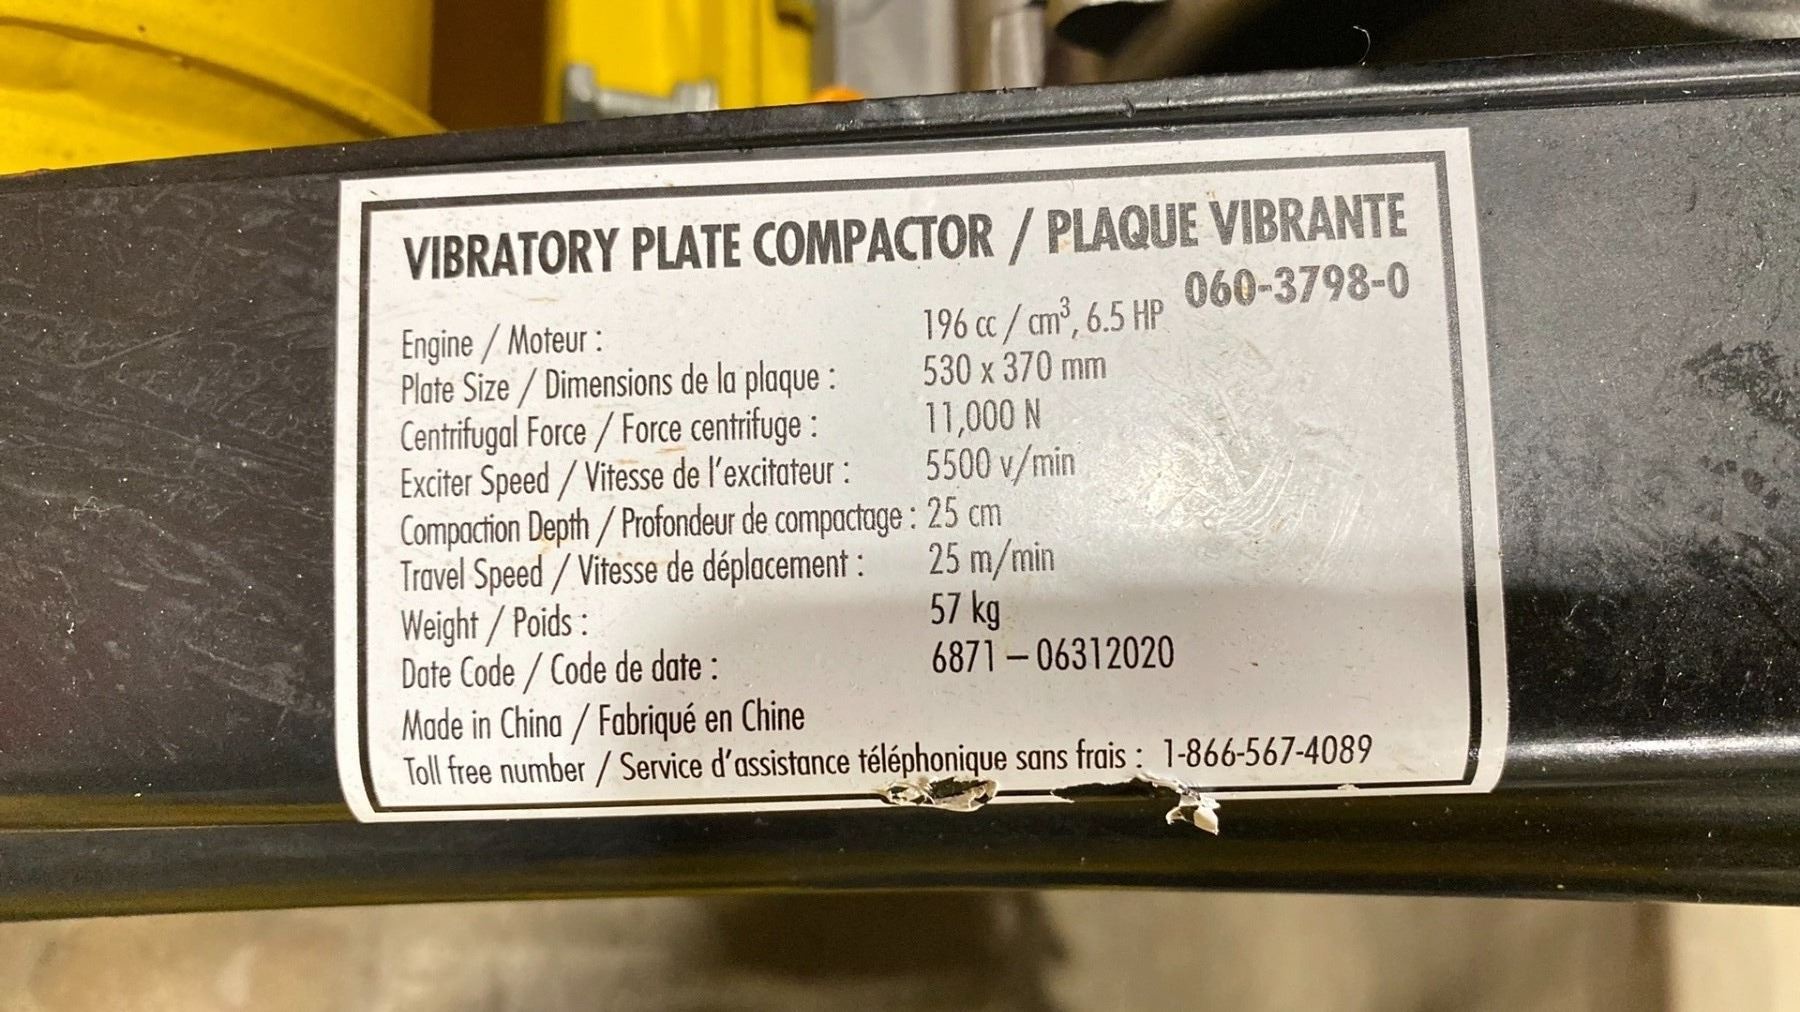 VIBRATORY PLATE COMPACTOR / PLAQUE VIBRANTE
060-3798-0
Engine / Moteur : 196 cc / cm³, 6.5 HP
Plate Size / Dimensions de la plaque : 530 x 370 mm
Centrifugal Force / Force centrifuge : 11,000 N
Exciter Speed / Vitesse de l'excitateur : 5500 v/min
Compaction Depth / Profondeur de compactage : 25 cm
Travel Speed / Vitesse de déplacement : 25 m/min
Weight / Poids : 57 kg
Date Code / Code de date : 6871 – 06312020
Made in China / Fabriqué en Chine
Toll free number / Service d'assistance téléphonique sans frais : 1-866-567-4089